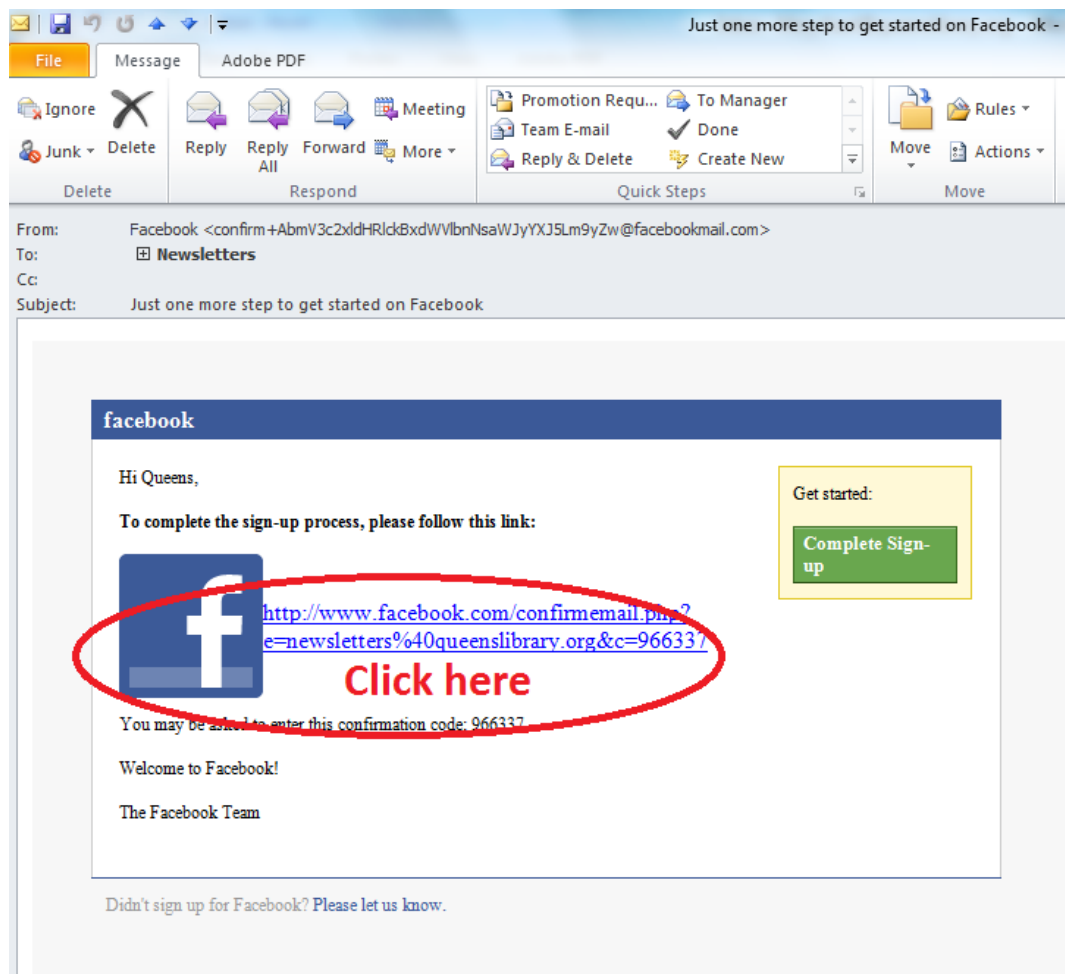 Just one more step to get started on Facebook -
File Message Adobe PDF
Ignore
Junk
Delete
Reply
Reply All
Forward
Meeting
More
Promotion Requ...
To Manager
Team E-mail
Done
Reply & Delete
Create New
Move
Rules
Actions
Delete Respond Quick Steps Move
From: Facebook <confirm+AbmV3c2xldHRlckBxdWVlbnNsaWJyYXJ5Lm9yZw@facebookmail.com>
To: Newsletters
Cc:
Subject: Just one more step to get started on Facebook
facebook
Hi Queens,
To complete the sign-up process, please follow this link:
Get started:
Complete Sign-
up
f
http://www.facebook.com/confirmemail.php?
e=newsletters%40queenslibrary.org&c=966337
Click here
You may be asked to enter this confirmation code: 966337
Welcome to Facebook!
The Facebook Team
Didn't sign up for Facebook? Please let us know.